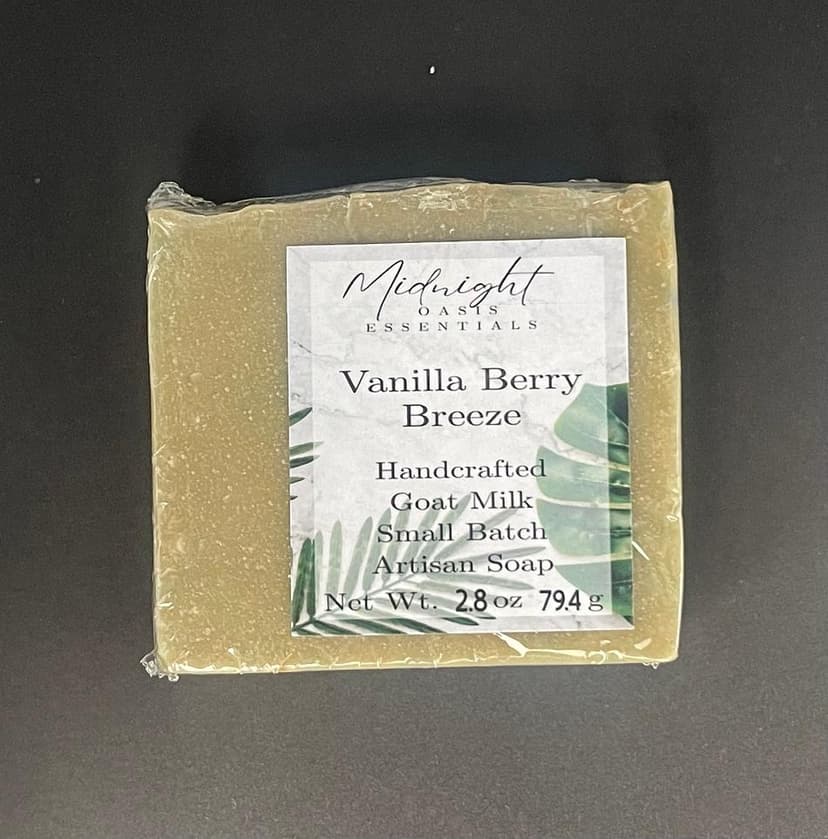 Midnight
OASIS
ESSENTIALS
Vanilla Berry
Breeze
Handcrafted
Goat Milk
Small Batch
Artisan Soap
Net Wt. 2.8 oz 79.4 g